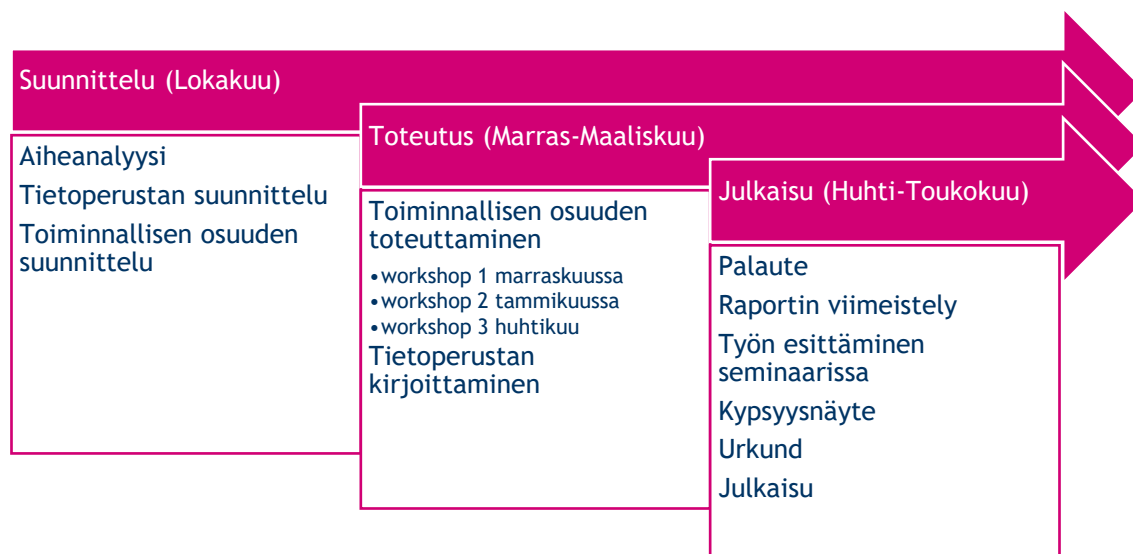 Suunnittelu (Lokakuu)
Aiheanalyysi
Tietoperustan suunnittelu
Toiminnallisen osuuden
suunnittelu
Toteutus (Marras-Maaliskuu)
Toiminnallisen osuuden
toteuttaminen
•workshop 1 marraskuussa
•workshop 2 tammikuussa
•workshop 3 huhtikuu
Tietoperustan
kirjoittaminen
Julkaisu (Huhti-Toukokuu)
Palaute
Raportin viimeistely
Työn esittäminen
seminaarissa
Kypsyysnäyte
Urkund
Julkaisu